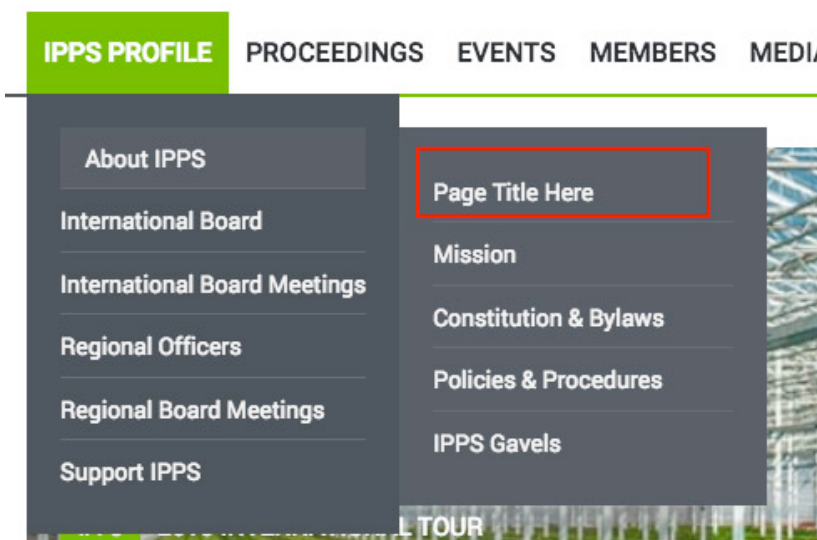 IPPS PROFILE PROCEEDINGS EVENTS MEMBERS
About IPPS
International Board
International Board Meetings
Regional Officers
Regional Board Meetings
Support IPPS
Page Title Here
Mission
Constitution & Bylaws
Policies & Procedures
IPPS Gavels
TOUR